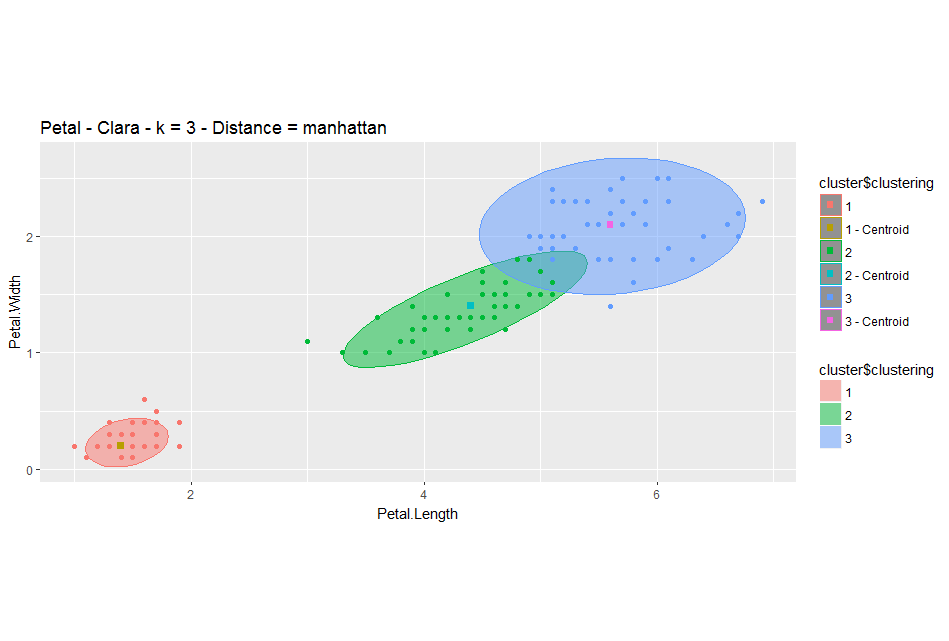 Petal - Clara - k = 3 - Distance = manhattan
Petal.Width
2
1
0
2
4
6
Petal.Length
cluster$clustering
1
1 - Centroid
2
2 - Centroid
3
3 - Centroid
cluster$clustering
1
2
3